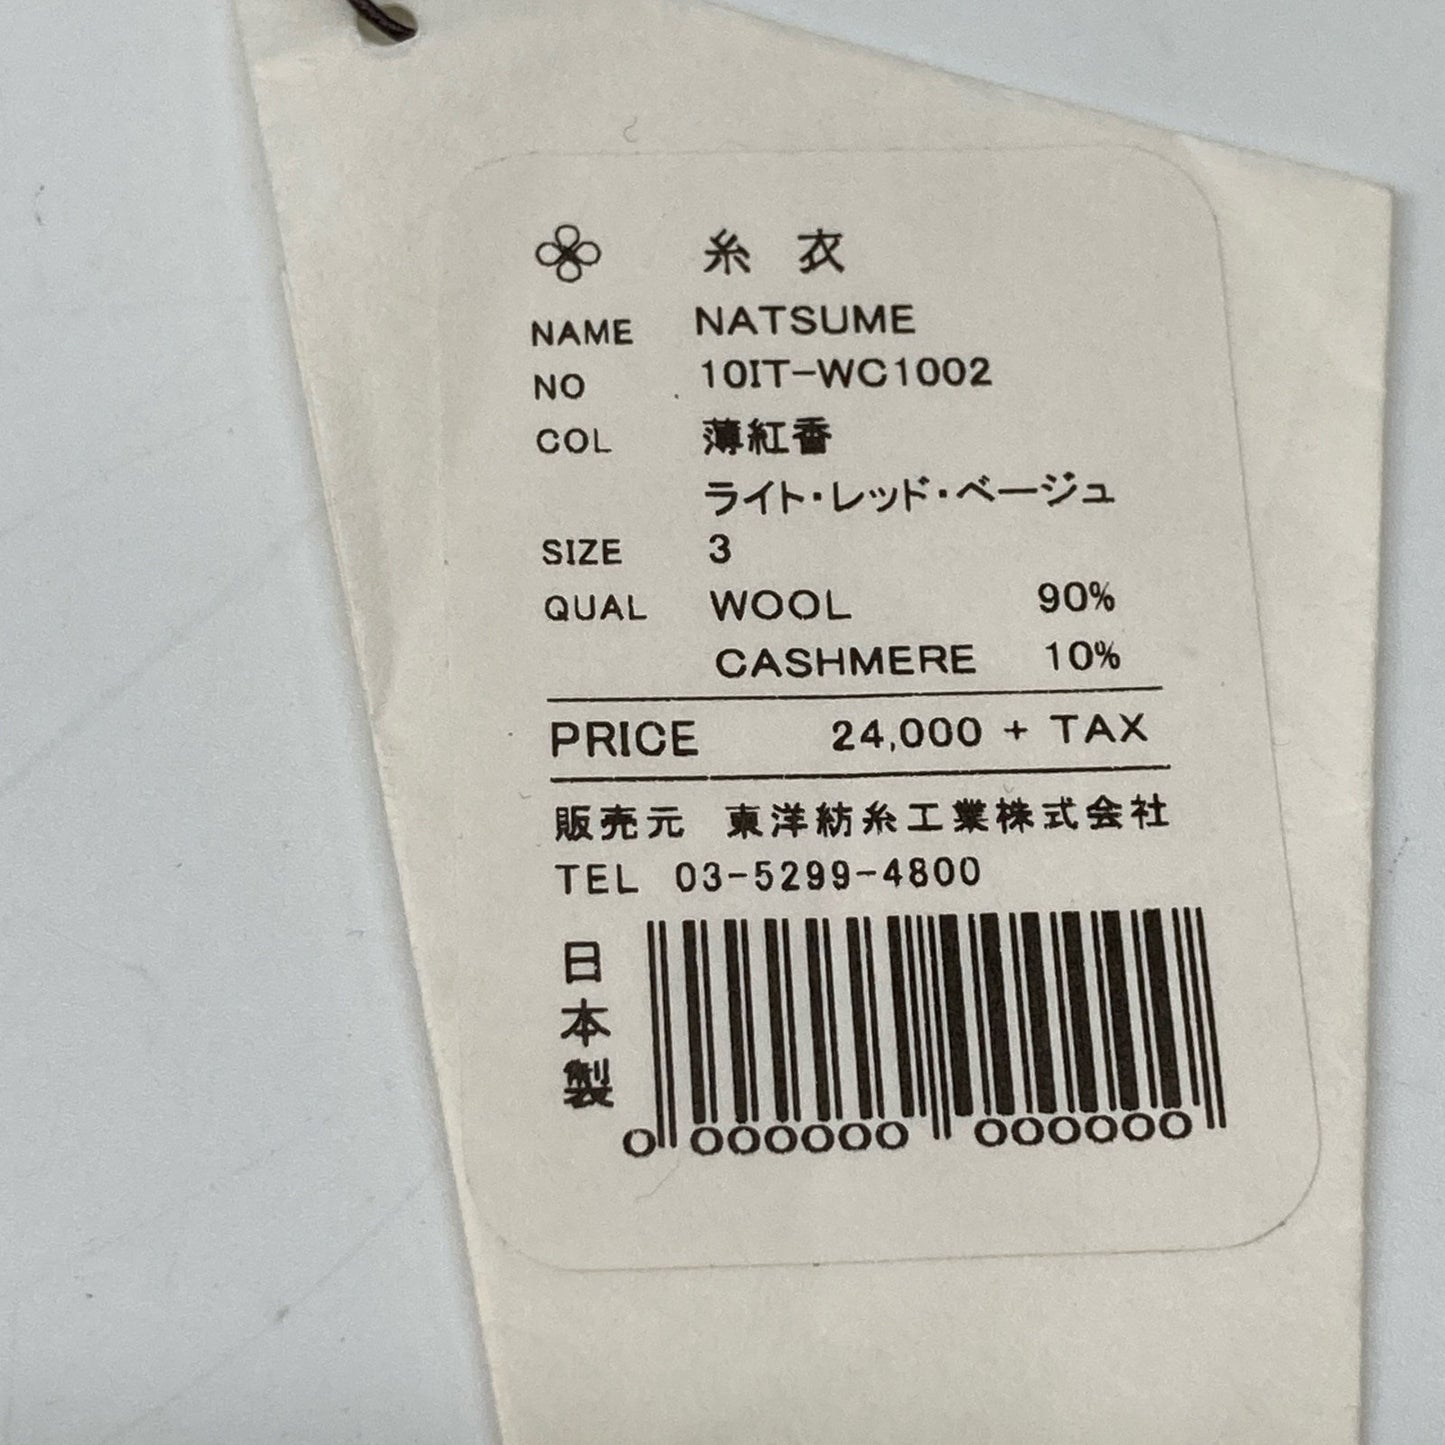 糸衣
NAME NATSUME
NO 10IT-WC1002
COL 薄紅香
ライト・レッド・ベージュ
SIZE 3
QUAL WOOL 90%
CASHMERE 10%
PRICE 24,000 + TAX
販売元 東洋紡糸工業株式会社
TEL 03-5299-4800
日本製
0 000000 000000